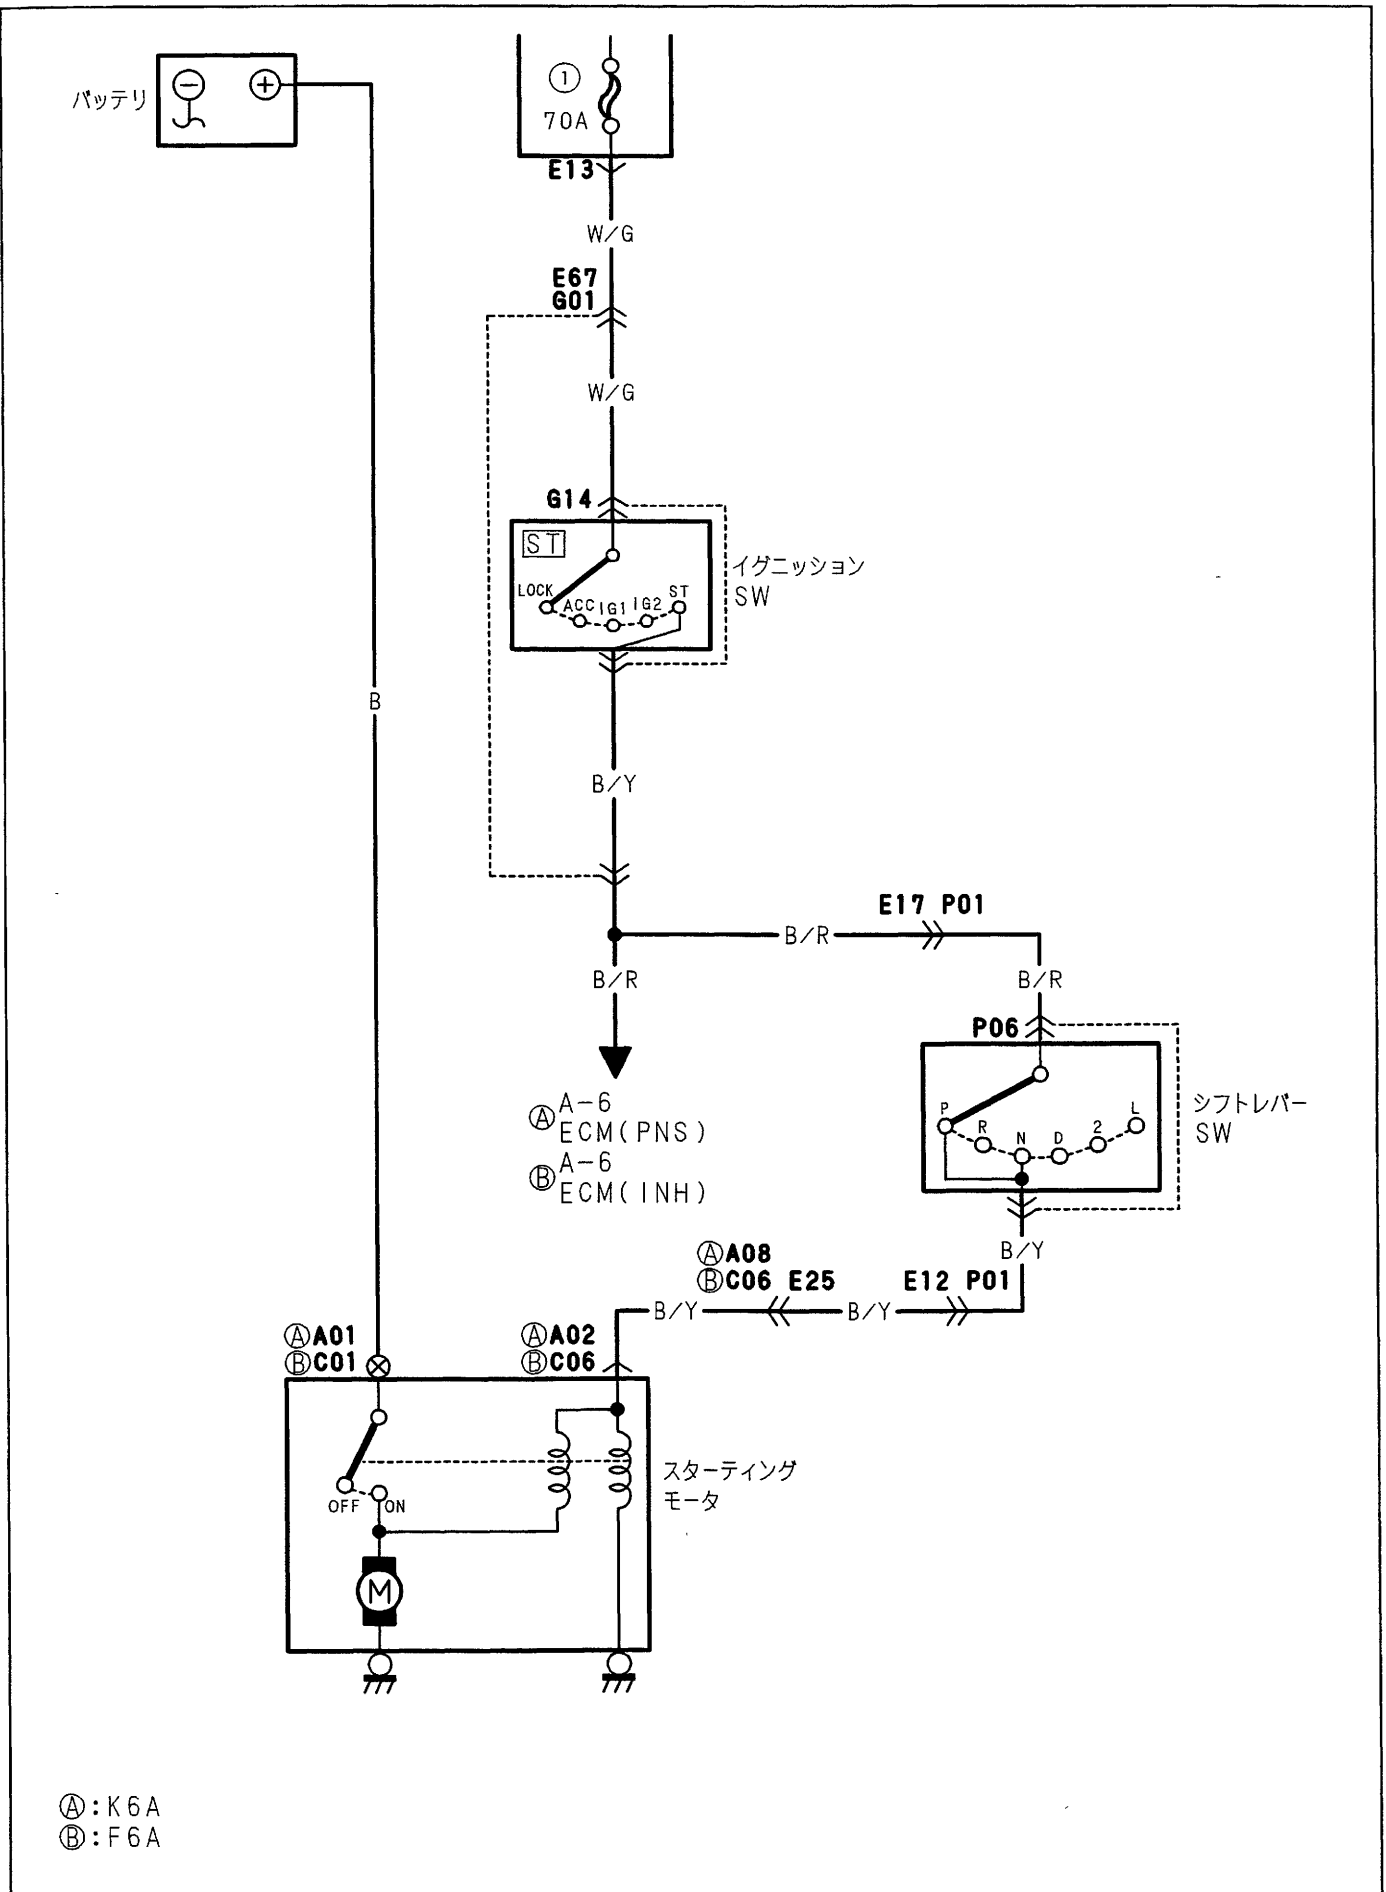 バッテリ
− +
1
70A
E13
W/G
E67
G01
W/G
G14
ST
イグニッション
SW
LOCK
ACC IG1 IG2 ST
B
B/Y
E17 P01
B/R
B/R
B/R
P06
P R N D 2 L
シフトレバー
SW
Ⓐ A-6
ECM(PNS)
Ⓑ A-6
ECM(INH)
B/Y
ⒶA08
ⒷC06 E25
E12 P01
B/Y
B/Y
ⒶA01
ⒷC01
ⒶA02
ⒷC06
OFF
ON
M
スターティング
モータ
Ⓐ:K6A
Ⓑ:F6A